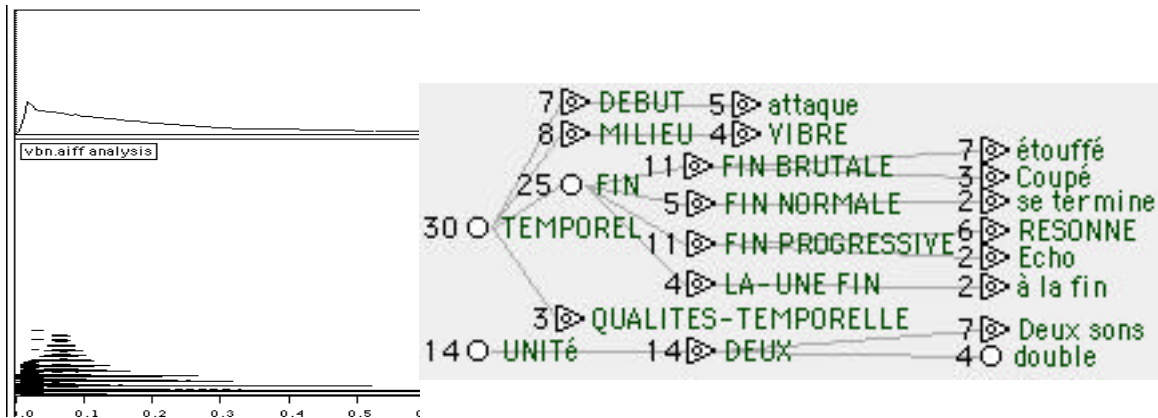 vbn.aiff analysis
.0 0.1 0.2 0.3 0.4 0.5
7 DEBUT 5 attaque
8 MILIEU 4 VIBRE
11 FIN BRUTALE 7 étouffé
3 Coupé
25 FIN
5 FIN NORMALE 2 se termine
30 TEMPOREL
11 FIN PROGRESSIVE 6 RESONNE
2 Echo
4 LA-UNE FIN 2 à la fin
3 QUALITES-TEMPORELLE
14 UNITé 14 DEUX 7 Deux sons
4 double